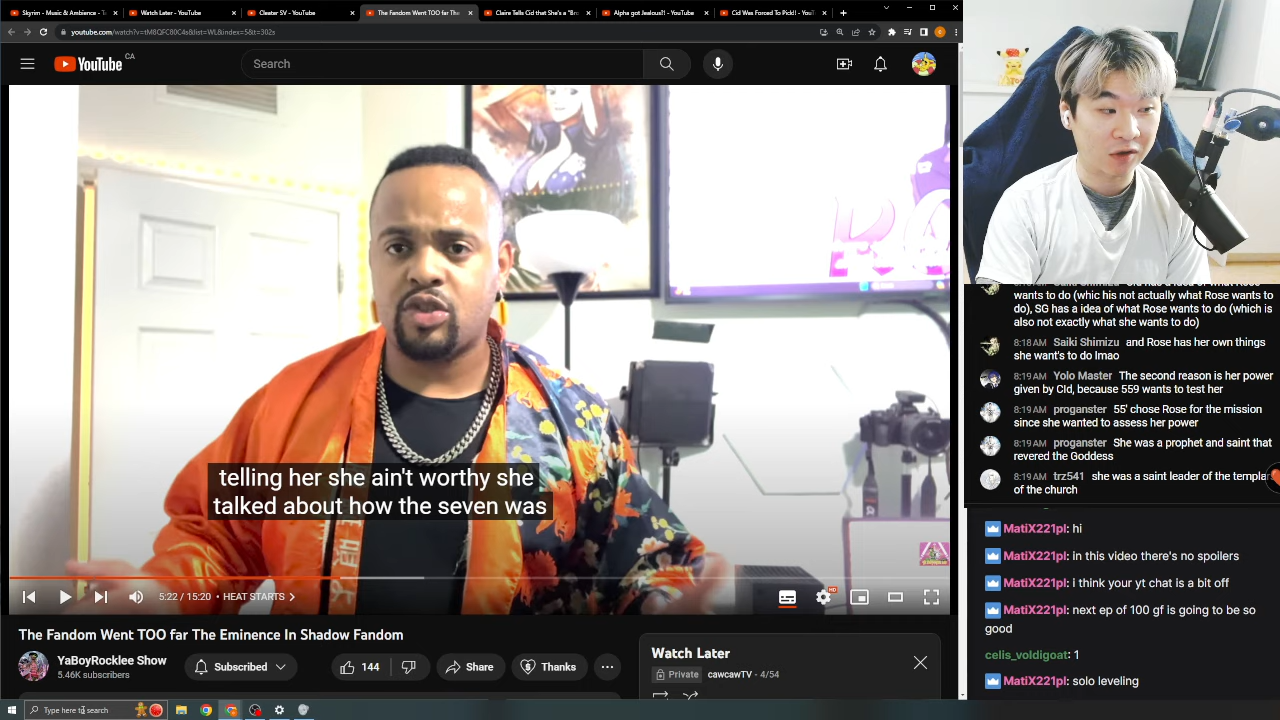 Skyrim - Music & Ambience - Ta
Watch Later - YouTube
Cleater SV - YouTube
The Fandom Went TOO far The
Claire Tells Cid that She's a "Bro
Alpha got Jealous?! - YouTube
Cid Was Forced To Pick!! - YouT
youtube.com/watch?v=tM8QFC80C4s&list=WL&index=5&t=302s
YouTube CA
Search
telling her she ain't worthy she
talked about how the seven was
5:22 / 15:20 • HEAT STARTS
HD
The Fandom Went TOO far The Eminence In Shadow Fandom
YaBoyRocklee Show
5.46K subscribers
Subscribed
144
Share
Thanks
Watch Later
Private
cawcawTV - 4/54
Type here to search
wants to do (whic his not actually what Rose wants to
do), SG has a idea of what Rose wants to do (which is
also not exactly what she wants to do)
8:18 AM Saiki Shimizu and Rose has her own things
she want's to do lmao
8:19 AM Yolo Master The second reason is her power
given by CId, because 559 wants to test her
8:19 AM proganster 55' chose Rose for the mission
since she wanted to assess her power
8:19 AM proganster She was a prophet and saint that
revered the Goddess
8:19 AM trz541 she was a saint leader of the templa
of the church
MatiX221pl: hi
MatiX221pl: in this video there's no spoilers
MatiX221pl: i think your yt chat is a bit off
MatiX221pl: next ep of 100 gf is going to be so
good
celis_voldigoat: 1
MatiX221pl: solo leveling